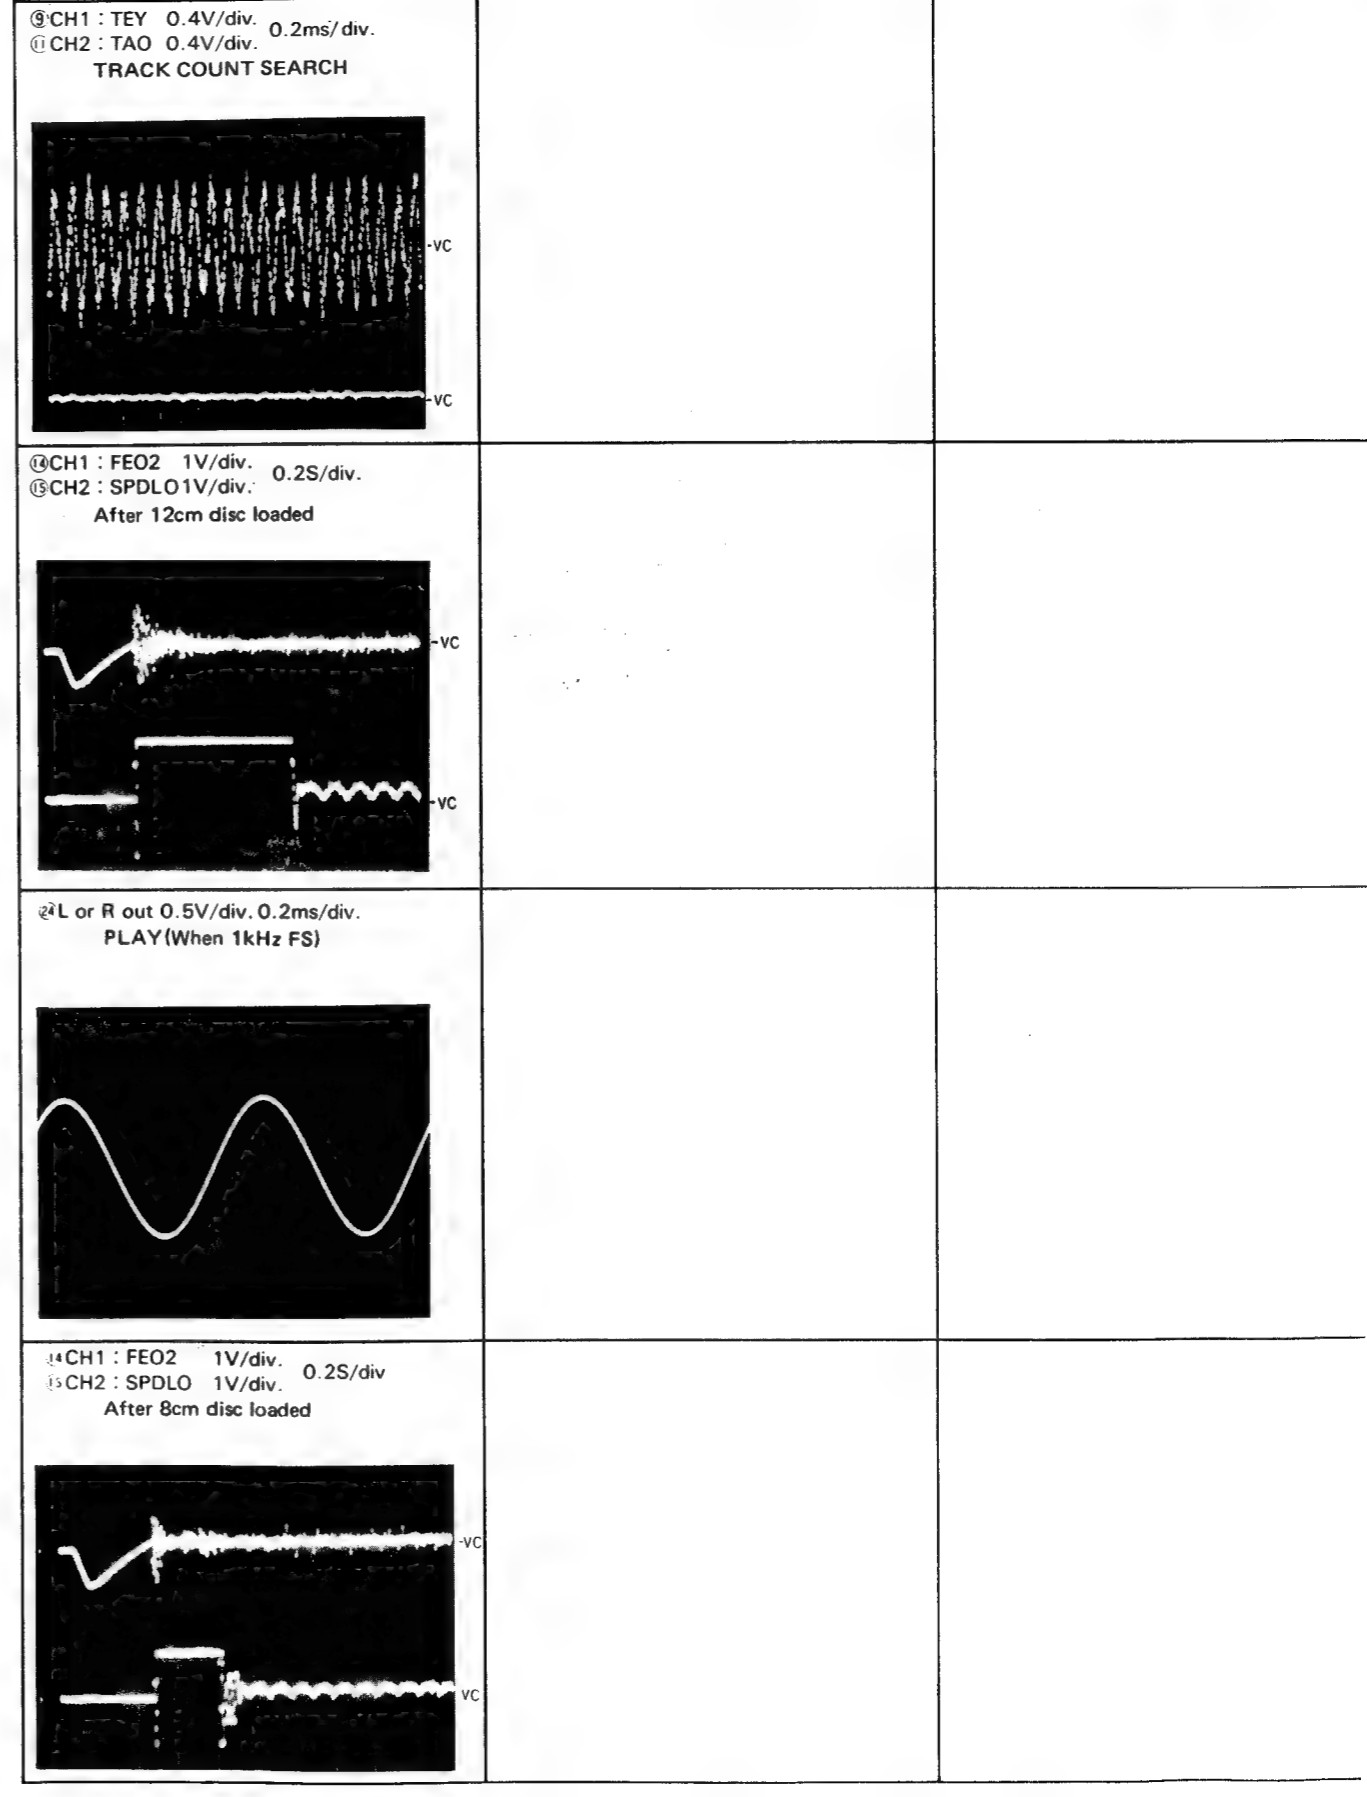 ⑨CH1 : TEY 0.4V/div. 0.2ms/div.
⑪CH2 : TAO 0.4V/div.
TRACK COUNT SEARCH
-VC
-VC
⑭CH1 : FEO2 1V/div. 0.2S/div.
⑮CH2 : SPDLO 1V/div.
After 12cm disc loaded
-VC
-VC
㉔L or R out 0.5V/div. 0.2ms/div.
PLAY(When 1kHz FS)
⑭CH1 : FEO2 1V/div. 0.2S/div
⑮CH2 : SPDLO 1V/div.
After 8cm disc loaded
-VC
VC